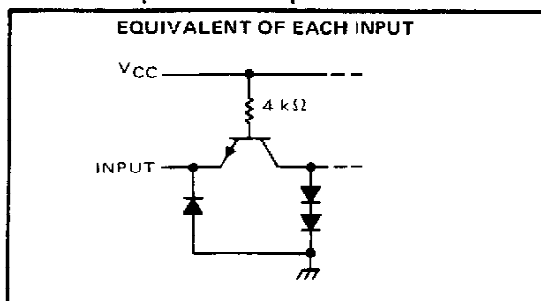 EQUIVALENT OF EACH INPUT
VCC
4 kΩ
INPUT